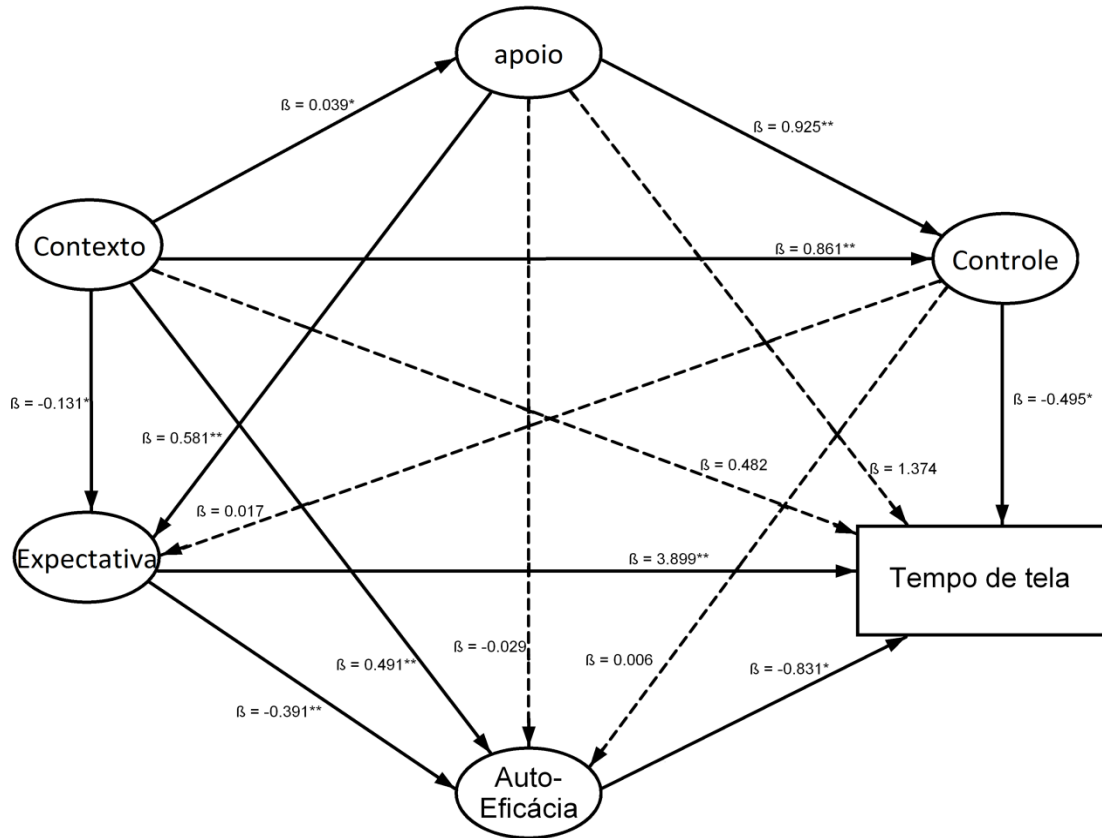 apoio
ß = 0.039*
ß = 0.925**
Contexto
ß = 0.861**
Controle
ß = -0.131*
ß = 0.581**
ß = -0.495*
ß = 0.482
ß = 1.374
ß = 0.017
Expectativa
ß = 3.899**
Tempo de tela
ß = 0.491**
ß = -0.029
ß = 0.006
ß = -0.831*
ß = -0.391**
Auto-
Eficácia